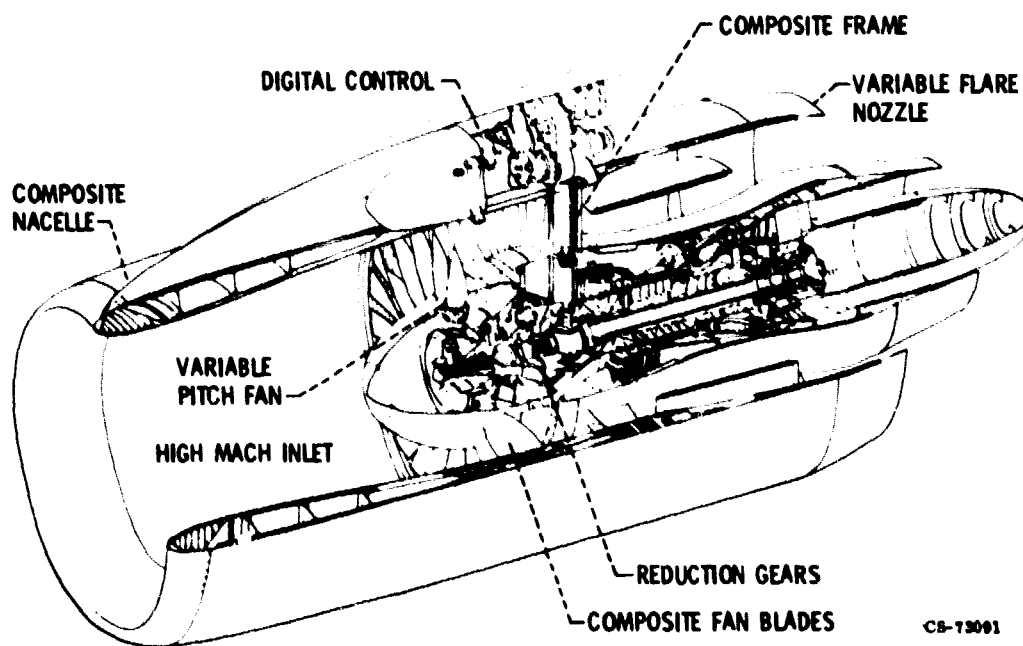 COMPOSITE FRAME
DIGITAL CONTROL
VARIABLE FLARE
NOZZLE
COMPOSITE
NACELLE
VARIABLE
PITCH FAN
HIGH MACH INLET
REDUCTION GEARS
COMPOSITE FAN BLADES
CS-73091